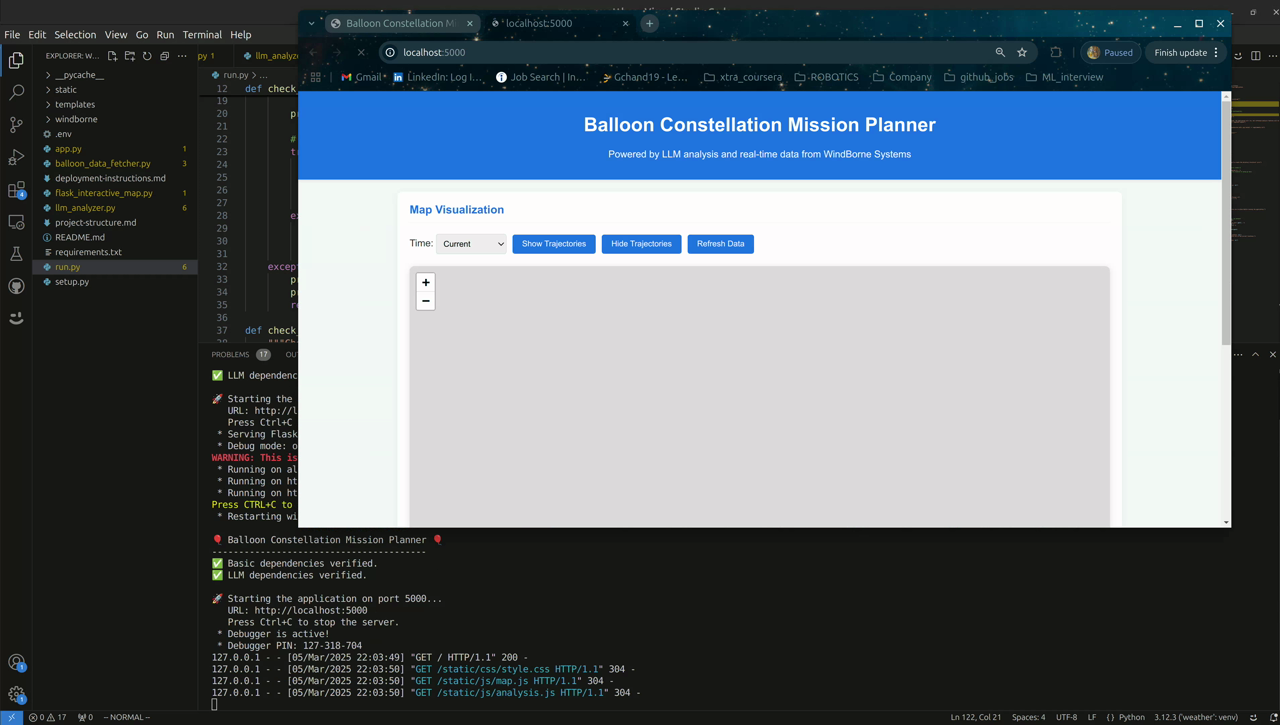 File Edit Selection View Go Run Terminal Help
Balloon Constellation M
localhost:5000
localhost:5000
Paused
Finish update
Gmail
LinkedIn: Log I...
Job Search | In...
Gchand19 - Le...
xtra_coursera
ROBOTICS
Company
github_jobs
ML_interview
EXPLORER: W...
__pycache__
static
templates
windborne
.env
app.py 1
balloon_data_fetcher.py 3
deployment-instructions.md
flask_interactive_map.py 1
llm_analyzer.py 6
project-structure.md
README.md
requirements.txt
run.py 6
setup.py
4
1
1
py 1
llm_analyz
run.py > ...
12 def check
19
20 pr
21
22 #
23 tr
24
25
26
27
28 ex
29
30
31
32 excep
33 pr
34 pr
35 re
36
37 def check
38 """Ch
Balloon Constellation Mission Planner
Powered by LLM analysis and real-time data from WindBorne Systems
Map Visualization
Time: Current Show Trajectories Hide Trajectories Refresh Data
+
−
PROBLEMS 17 OU
✅ LLM dependenc
🚀 Starting the
URL: http://l
Press Ctrl+C
* Serving Flask
* Debug mode: o
WARNING: This is
* Running on al
* Running on ht
* Running on ht
Press CTRL+C to
* Restarting wi
🎈 Balloon Constellation Mission Planner 🎈
----------------------------------------
✅ Basic dependencies verified.
✅ LLM dependencies verified.
🚀 Starting the application on port 5000...
URL: http://localhost:5000
Press Ctrl+C to stop the server.
* Debugger is active!
* Debugger PIN: 127-318-704
127.0.0.1 - - [05/Mar/2025 22:03:49] "GET / HTTP/1.1" 200 -
127.0.0.1 - - [05/Mar/2025 22:03:50] "GET /static/css/style.css HTTP/1.1" 304 -
127.0.0.1 - - [05/Mar/2025 22:03:50] "GET /static/js/map.js HTTP/1.1" 304 -
127.0.0.1 - - [05/Mar/2025 22:03:50] "GET /static/js/analysis.js HTTP/1.1" 304 -
0 17 0 -- NORMAL --
Ln 122, Col 21 Spaces: 4 UTF-8 LF {} Python 3.12.3 ('weather': venv)